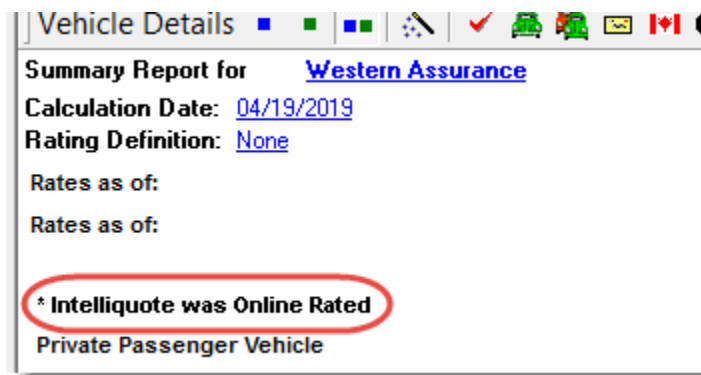 Vehicle Details
Summary Report for Western Assurance
Calculation Date: 04/19/2019
Rating Definition: None
Rates as of:
Rates as of:
* Intelliquote was Online Rated
Private Passenger Vehicle